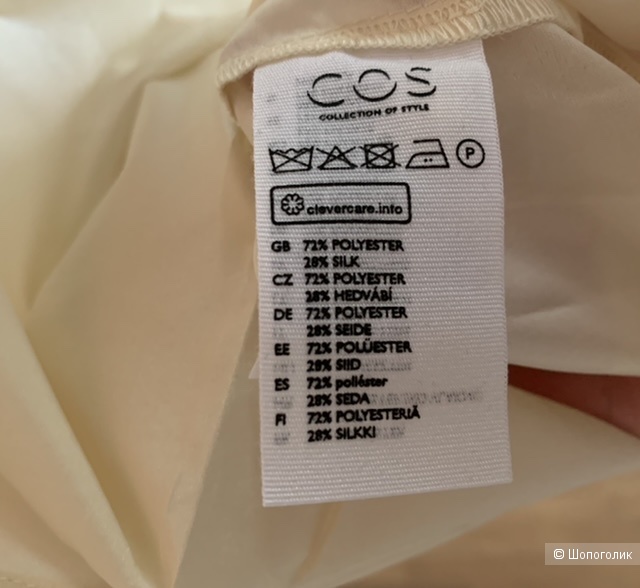 COS
COLLECTION OF STYLE
P
clevercare.info
GB 72% POLYESTER
28% SILK
CZ 72% POLYESTER
28% HEDVÁBÍ
DE 72% POLYESTER
28% SEIDE
EE 72% POLÜESTER
28% SIID
ES 72% poliéster
28% SEDA
FI 72% POLYESTERIÄ
28% SILKKI
© Шопоголик